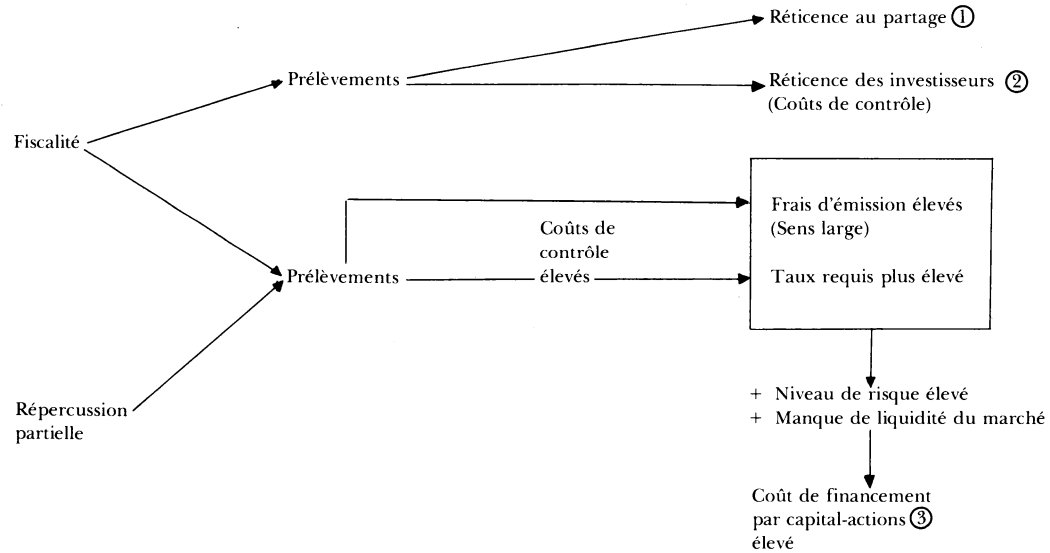 Réticence au partage 1
Prélèvements
Réticence des investisseurs 2
(Coûts de contrôle)
Fiscalité
Frais d'émission élevés
(Sens large)
Coûts de
contrôle
élevés
Prélèvements
Taux requis plus élevé
Répercussion
partielle
+ Niveau de risque élevé
+ Manque de liquidité du marché
Coût de financement
par capital-actions 3
élevé